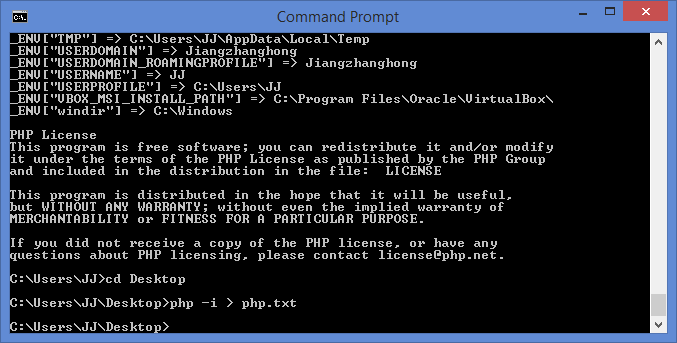 Command Prompt
_ENV["TMP"] => C:\Users\JJ\AppData\Local\Temp
_ENV["USERDOMAIN"] => Jiangzhanghong
_ENV["USERDOMAIN_ROAMINGPROFILE"] => Jiangzhanghong
_ENV["USERNAME"] => JJ
_ENV["USERPROFILE"] => C:\Users\JJ
_ENV["VBOX_MSI_INSTALL_PATH"] => C:\Program Files\Oracle\VirtualBox\
_ENV["windir"] => C:\Windows
PHP License
This program is free software; you can redistribute it and/or modify
it under the terms of the PHP License as published by the PHP Group
and included in the distribution in the file:  LICENSE
This program is distributed in the hope that it will be useful,
but WITHOUT ANY WARRANTY; without even the implied warranty of
MERCHANTABILITY or FITNESS FOR A PARTICULAR PURPOSE.
If you did not receive a copy of the PHP license, or have any
questions about PHP licensing, please contact license@php.net.
C:\Users\JJ>cd Desktop
C:\Users\JJ\Desktop>php -i > php.txt
C:\Users\JJ\Desktop>